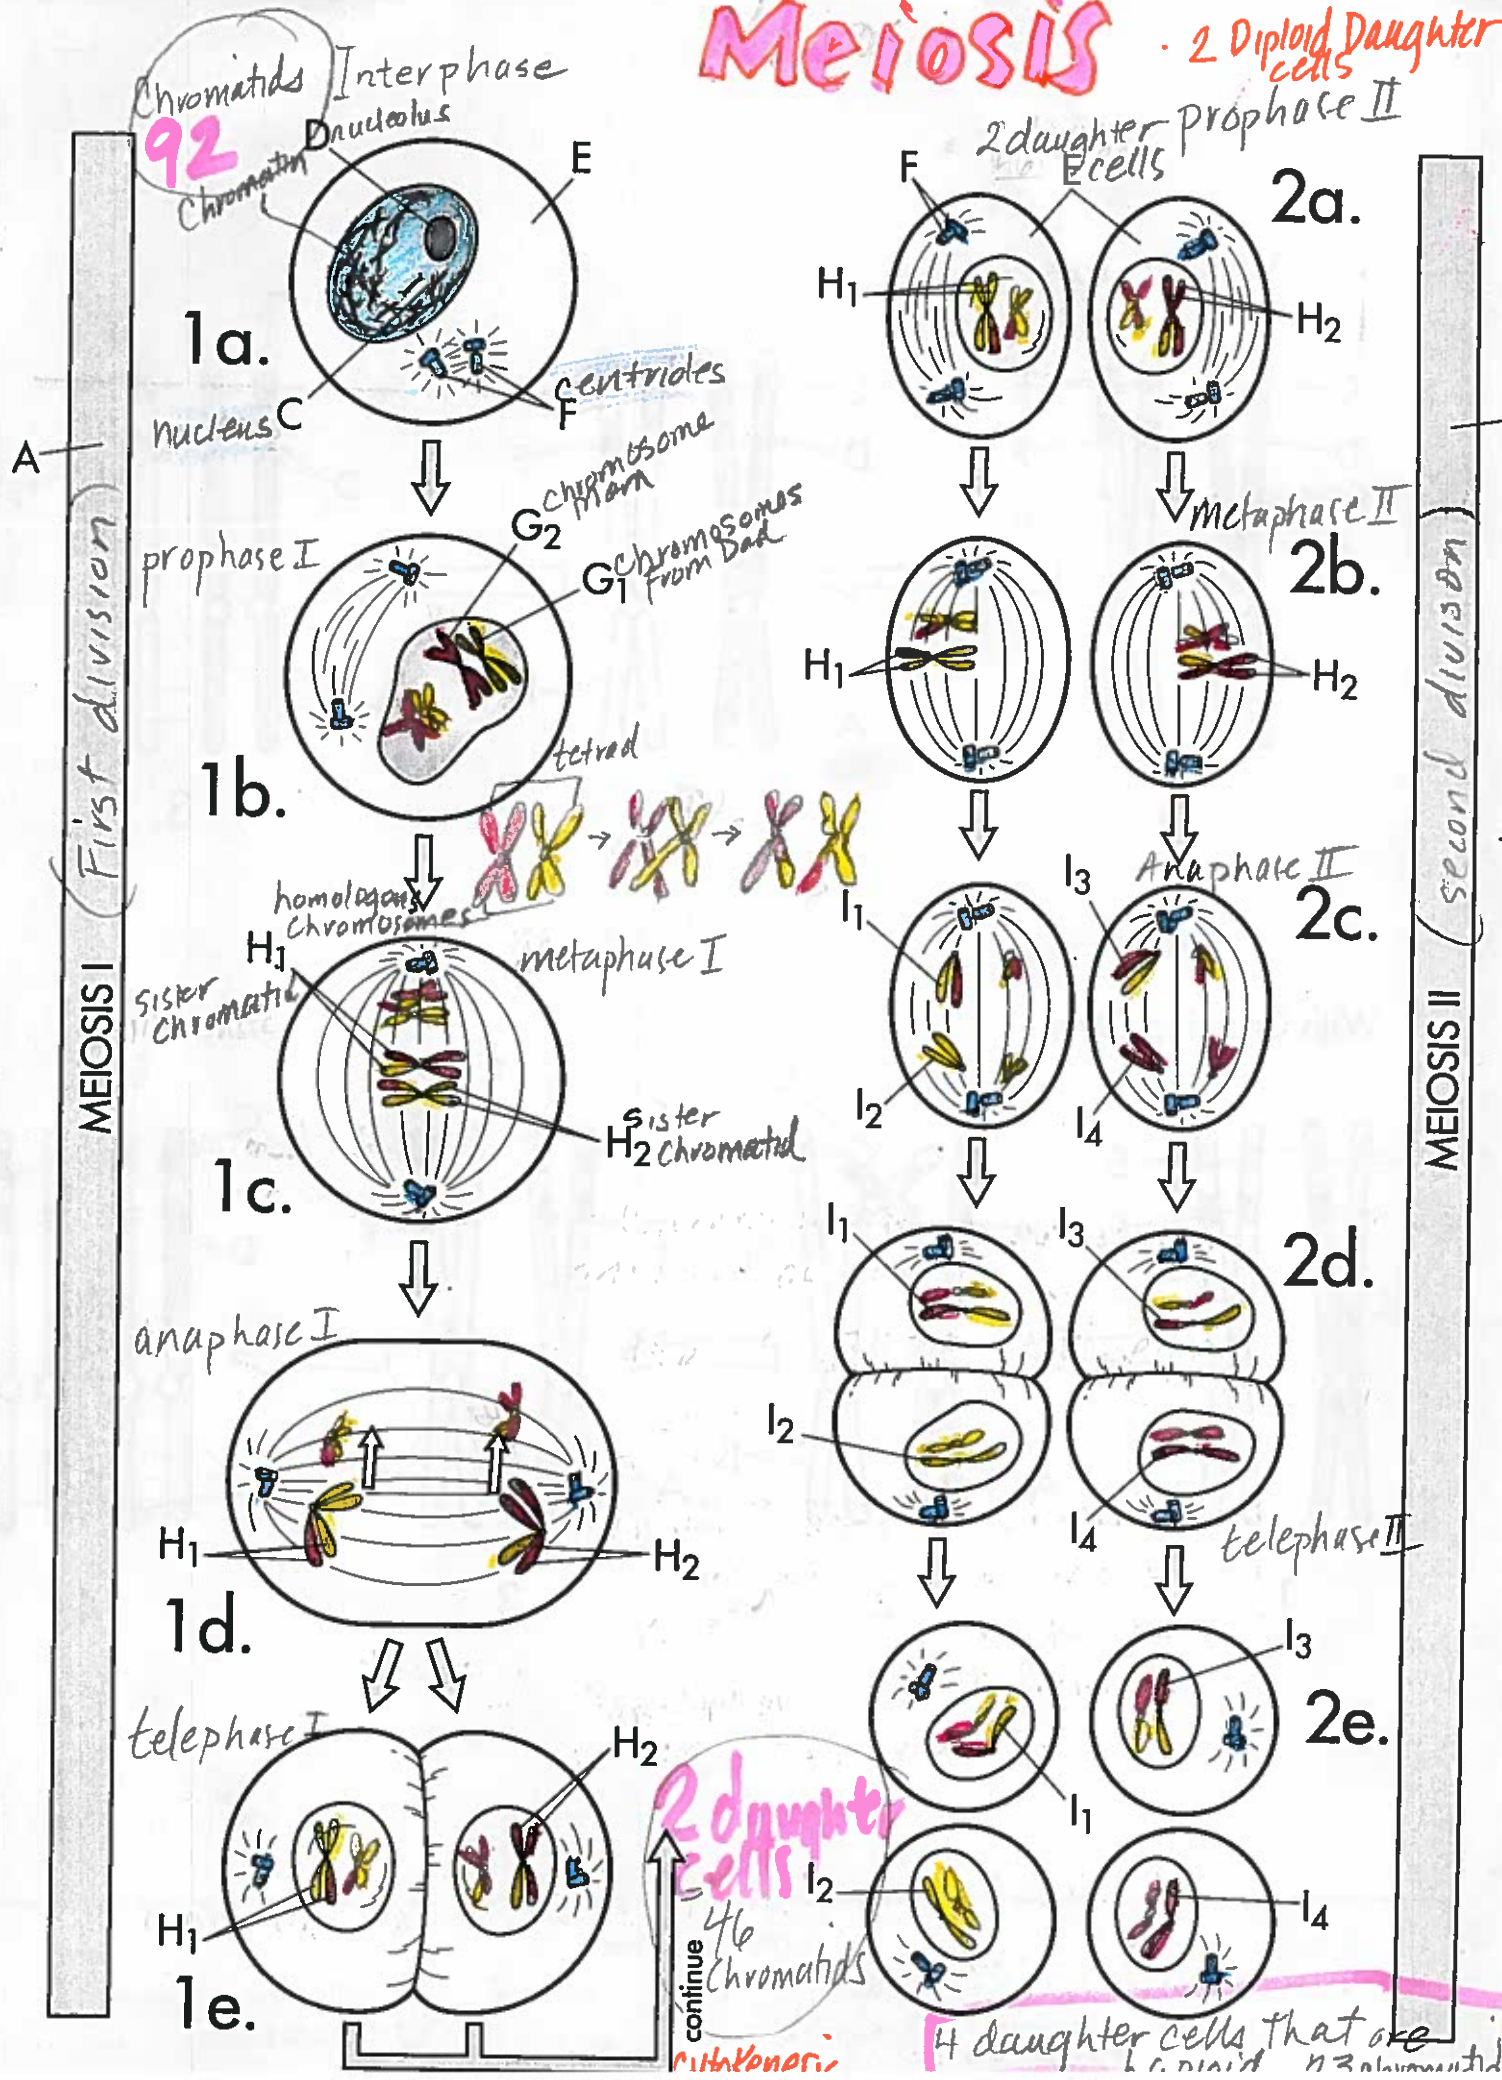 Meiosis
· 2 Diploid Daughter
cells
Chromatids
92
Interphase
D nucleolus
Chromatin
E
1a.
centrioles
F
nucleus C
A
(First division)
MEIOSIS I
prophase I
G2 chromosome
Mom
G1 chromosomes
From Dad
1b.
tetrad
homologous
chromosomes
H1
metaphase I
sister
chromatid
sister
H2 chromatid
1c.
anaphase I
H1
H2
1d.
telephase I
H2
H1
1e.
continue
2 daughter
cells
46
Chromatids
cytokenesis
prophase II
2 daughter
E cells
F
2a.
H1
H2
Metaphase II
2b.
H1
H2
Anaphase II
I3
2c.
I1
I2
I4
I1
I3
2d.
I2
I4
telephase II
I3
2e.
I1
I2
I4
(second division)
MEIOSIS II
4 daughter cells that are
haploid 23 chromatids